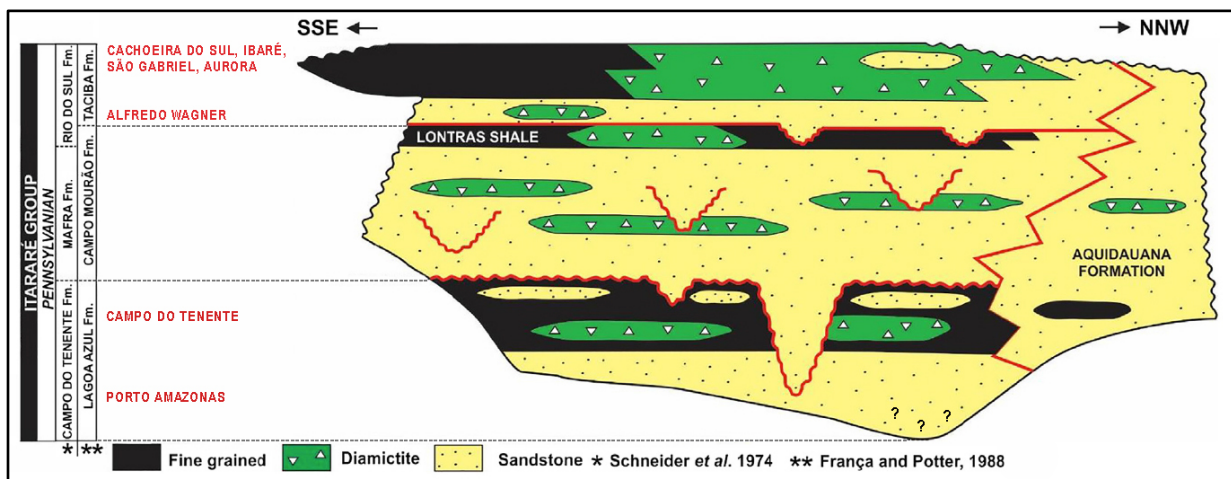 SSE
NNW
ITARARÉ GROUP
PENNSYLVANIAN
RIO DO SUL Fm.
TACIBA Fm.
MAFRA Fm.
CAMPO MOURÃO Fm.
CAMPO DO TENENTE Fm.
LAGOA AZUL Fm.
*
**
CACHOEIRA DO SUL, IBARÉ,
SÃO GABRIEL, AURORA
ALFREDO WAGNER
LONTRAS SHALE
AQUIDAUANA
FORMATION
CAMPO DO TENENTE
PORTO AMAZONAS
? ? ?
Fine grained Diamictite Sandstone * Schneider et al. 1974 ** França and Potter, 1988